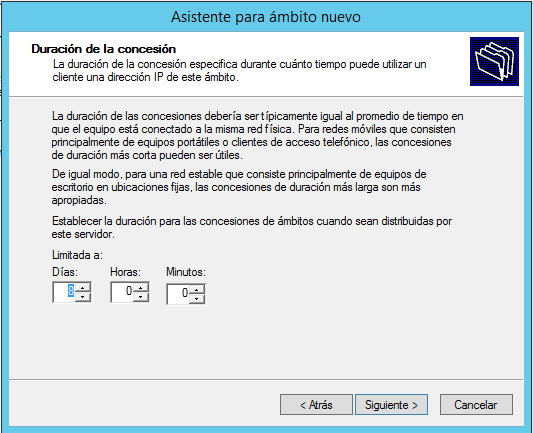 Asistente para ámbito nuevo
Duración de la concesión
La duración de la concesión especifica durante cuánto tiempo puede utilizar un
cliente una dirección IP de este ámbito.
La duración de las concesiones debería ser típicamente igual al promedio de tiempo en
que el equipo está conectado a la misma red física. Para redes móviles que consisten
principalmente de equipos portátiles o clientes de acceso telefónico, las concesiones
de duración más corta pueden ser útiles.
De igual modo, para una red estable que consiste principalmente de equipos de
escritorio en ubicaciones fijas, las concesiones de duración más larga son más
apropiadas.
Establecer la duración para las concesiones de ámbitos cuando sean distribuidas por
este servidor.
Limitada a:
Días: Horas: Minutos:
8 0 0
< Atrás Siguiente > Cancelar